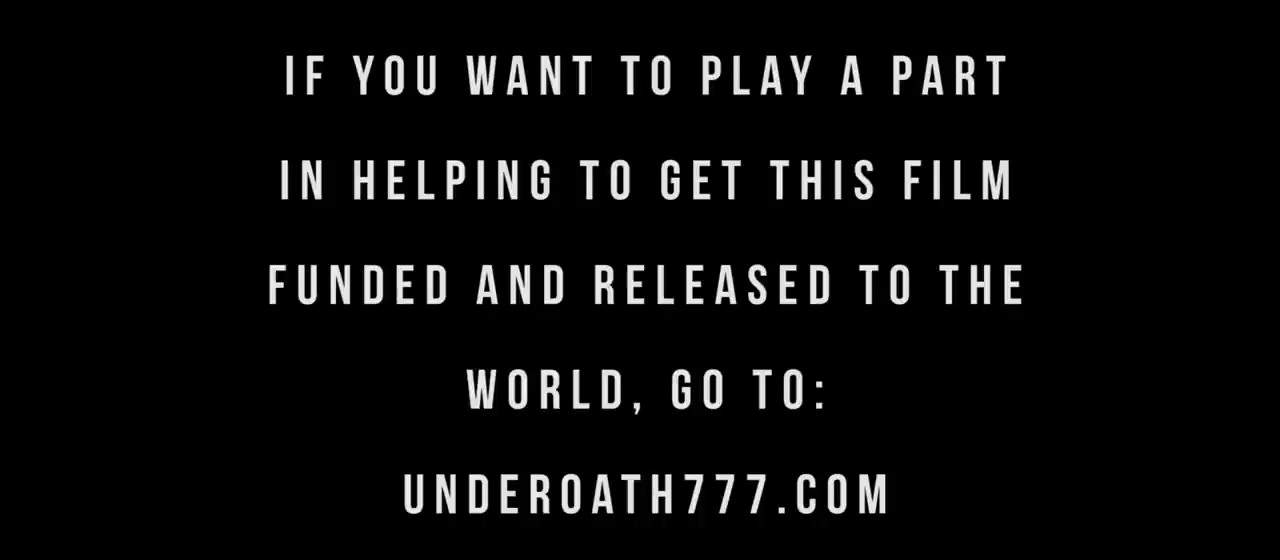 IF YOU WANT TO PLAY A PART
IN HELPING TO GET THIS FILM
FUNDED AND RELEASED TO THE
WORLD, GO TO:
UNDEROATH777.COM